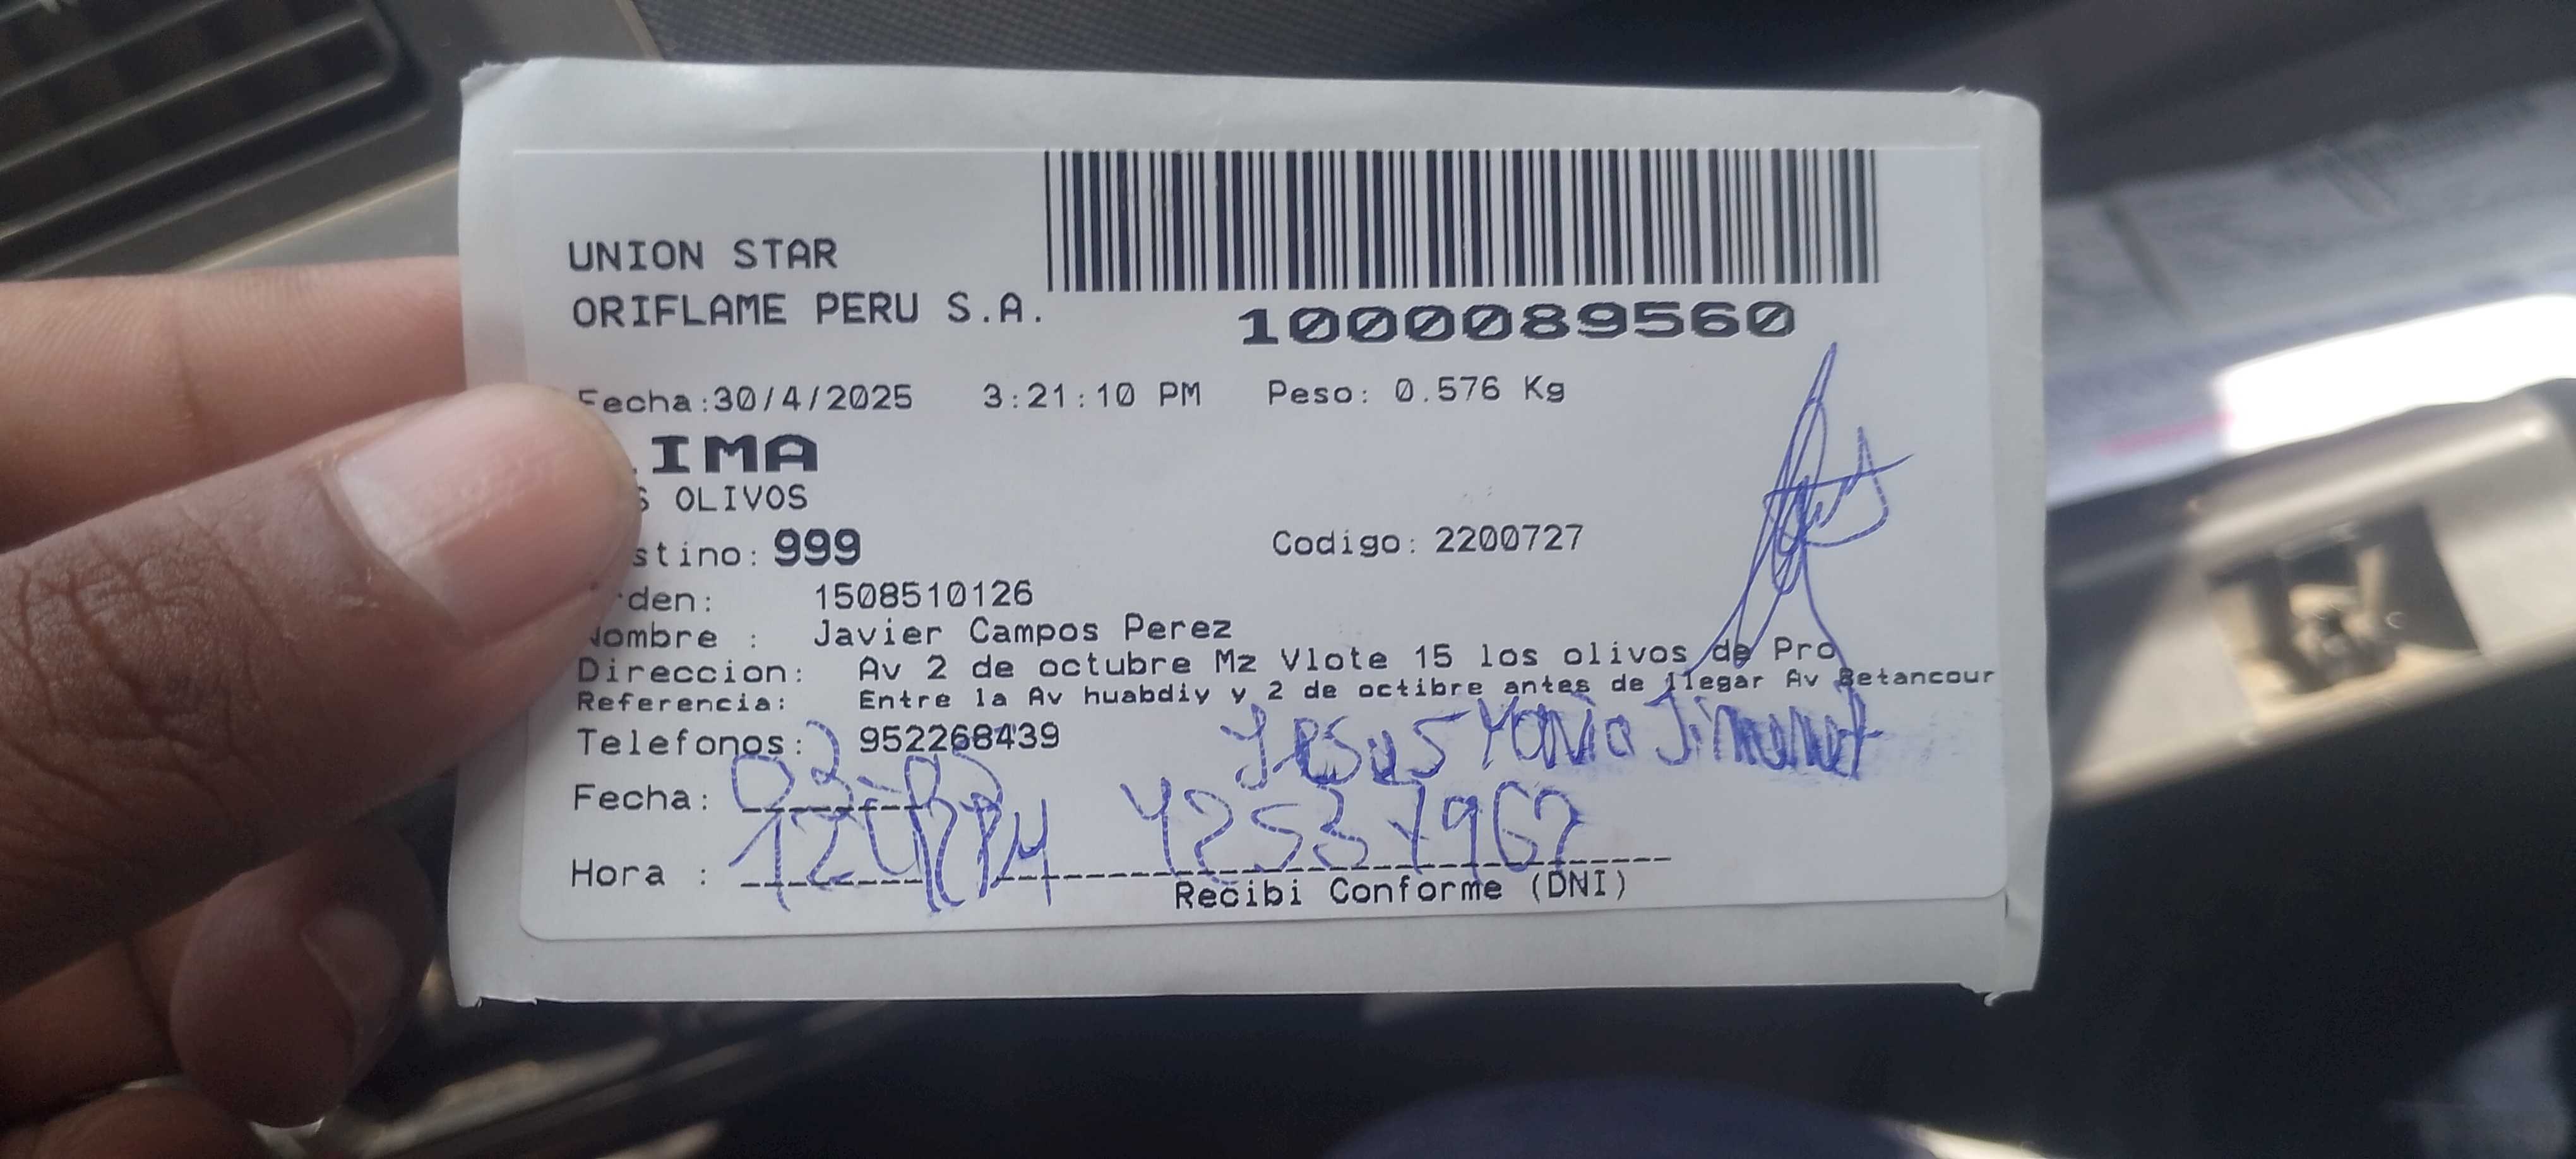 UNION STAR
ORIFLAME PERU S.A.
1000089560
Fecha:30/4/2025 3:21:10 PM Peso: 0.576 Kg
IMA
S OLIVOS
stino: 999 Codigo: 2200727
rden: 1508510126
Nombre : Javier Campos Perez
Direccion: Av 2 de octubre Mz Vlote 15 los olivos de Pro
Referencia: Entre la Av huabdiy y 2 de octibre antes de llegar Av Betancour
Telefonos: 952268439
Jesus
Fecha:
Hora :
Recibi Conforme (DNI)